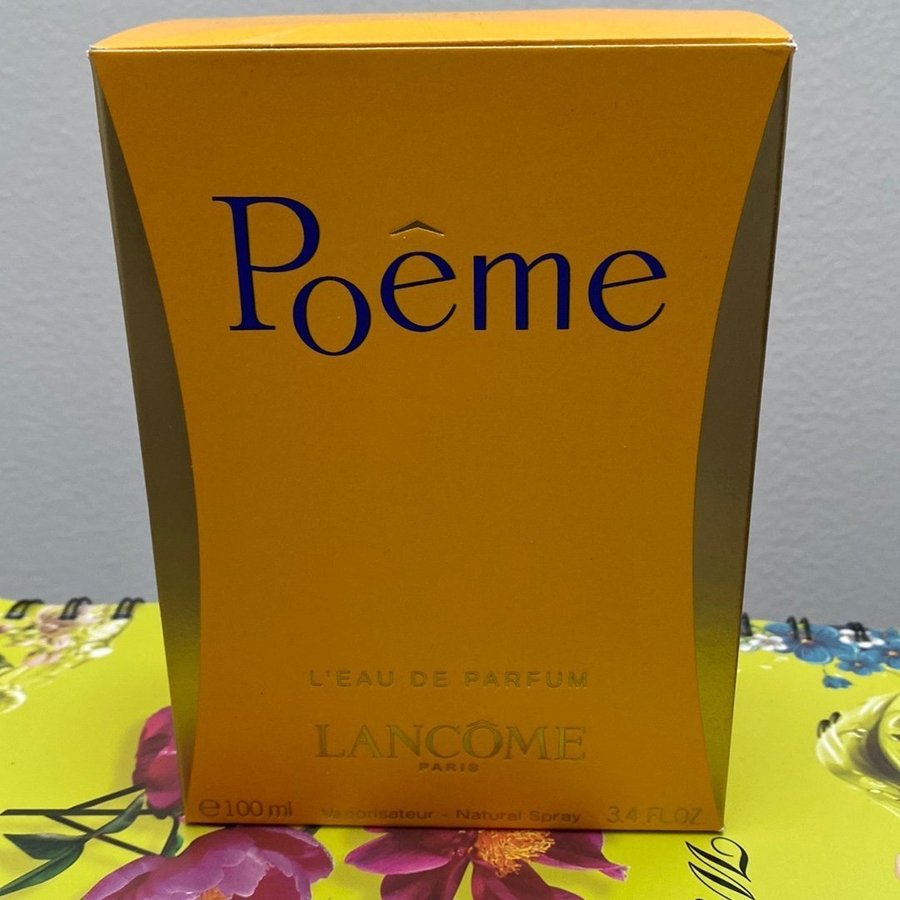 Poême
L'EAU DE PARFUM
LANCÔME
PARIS
℮100 ml Vaporisateur - Natural Spray 3.4 FL.OZ
M